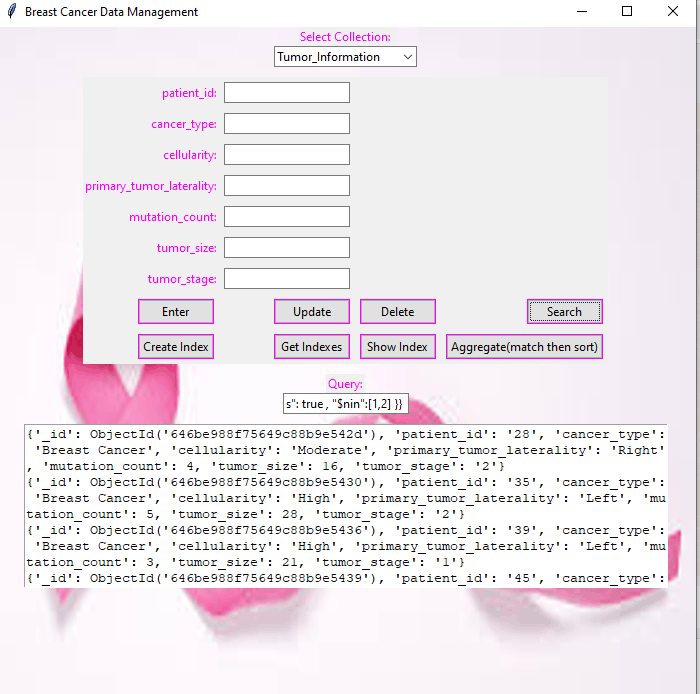 Breast Cancer Data Management
Select Collection:
Tumor_Information
patient_id:
cancer_type:
cellularity:
primary_tumor_laterality:
mutation_count:
tumor_size:
tumor_stage:
Enter Update Delete Search
Create Index Get Indexes Show Index Aggregate(match then sort)
Query:
s": true , "$nin":[1,2] }}
{'_id': ObjectId('646be988f75649c88b9e542d'), 'patient_id': '28', 'cancer_type':
'Breast Cancer', 'cellularity': 'Moderate', 'primary_tumor_laterality': 'Right'
, 'mutation_count': 4, 'tumor_size': 16, 'tumor_stage': '2'}
{'_id': ObjectId('646be988f75649c88b9e5430'), 'patient_id': '35', 'cancer_type':
'Breast Cancer', 'cellularity': 'High', 'primary_tumor_laterality': 'Left', 'mu
tation_count': 5, 'tumor_size': 28, 'tumor_stage': '2'}
{'_id': ObjectId('646be988f75649c88b9e5436'), 'patient_id': '39', 'cancer_type':
'Breast Cancer', 'cellularity': 'High', 'primary_tumor_laterality': 'Left', 'mu
tation_count': 3, 'tumor_size': 21, 'tumor_stage': '1'}
{'_id': ObjectId('646be988f75649c88b9e5439'), 'patient_id': '45', 'cancer_type':